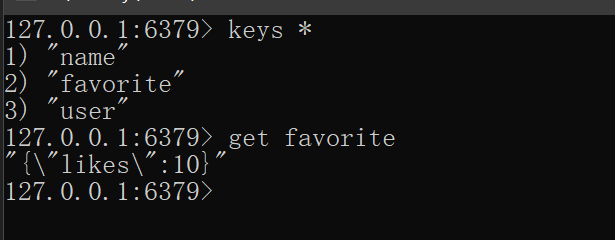 127.0.0.1:6379> keys *
1) "name"
2) "favorite"
3) "user"
127.0.0.1:6379> get favorite
"{\"likes\":10}"
127.0.0.1:6379>